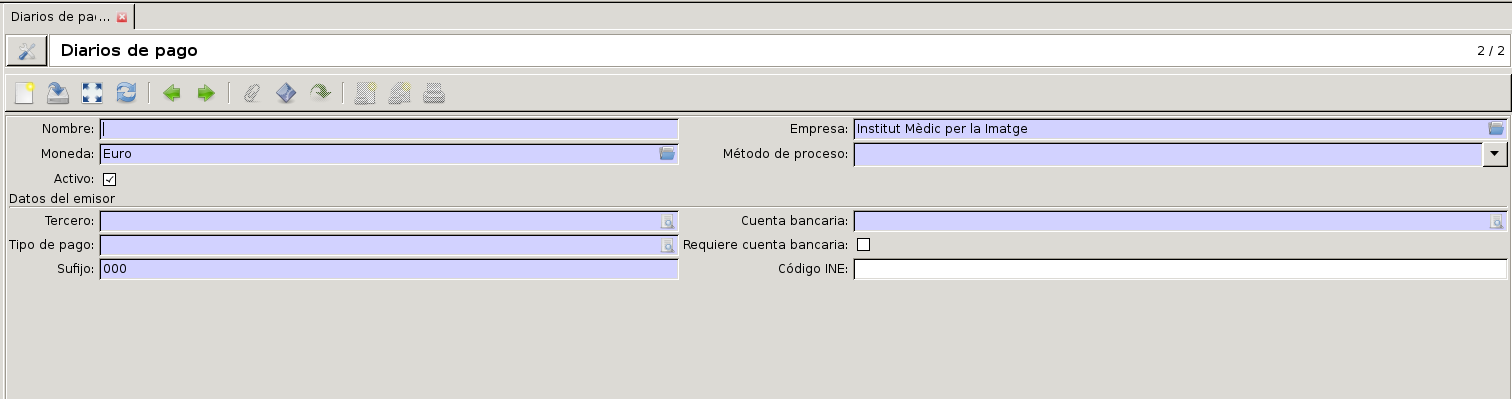 Diarios de pa... 
Diarios de pago 2 / 2
Nombre: Empresa: Institut Mèdic per la Imatge
Moneda: Euro Método de proceso:
Activo:
Datos del emisor
Tercero: Cuenta bancaria:
Tipo de pago: Requiere cuenta bancaria:
Sufijo: 000 Código INE: